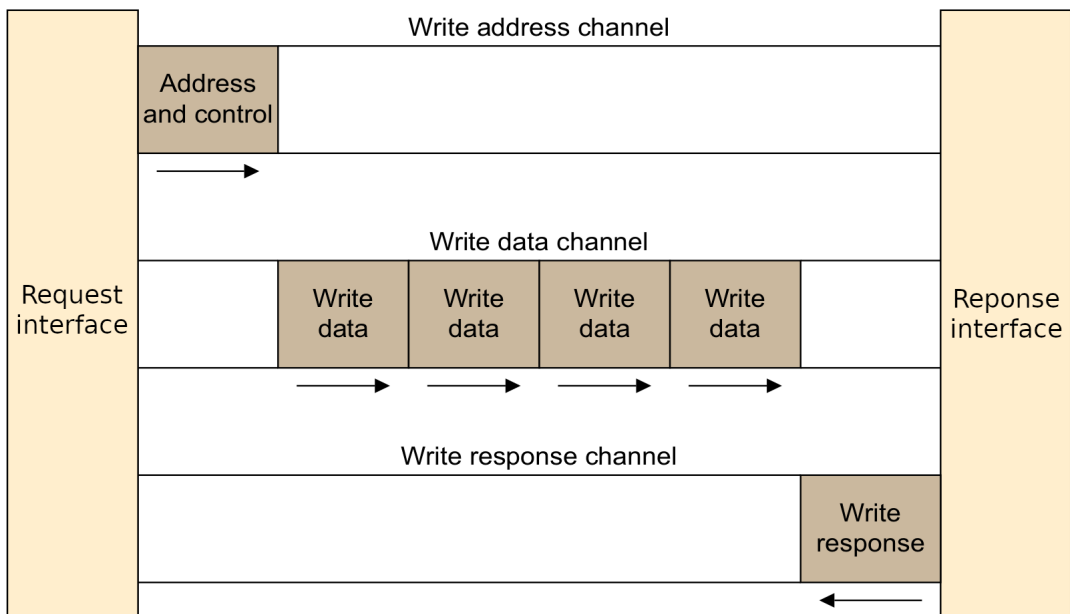 Write address channel
Address
and control
Write data channel
Request
interface
Write
data
Write
data
Write
data
Write
data
Reponse
interface
Write response channel
Write
response